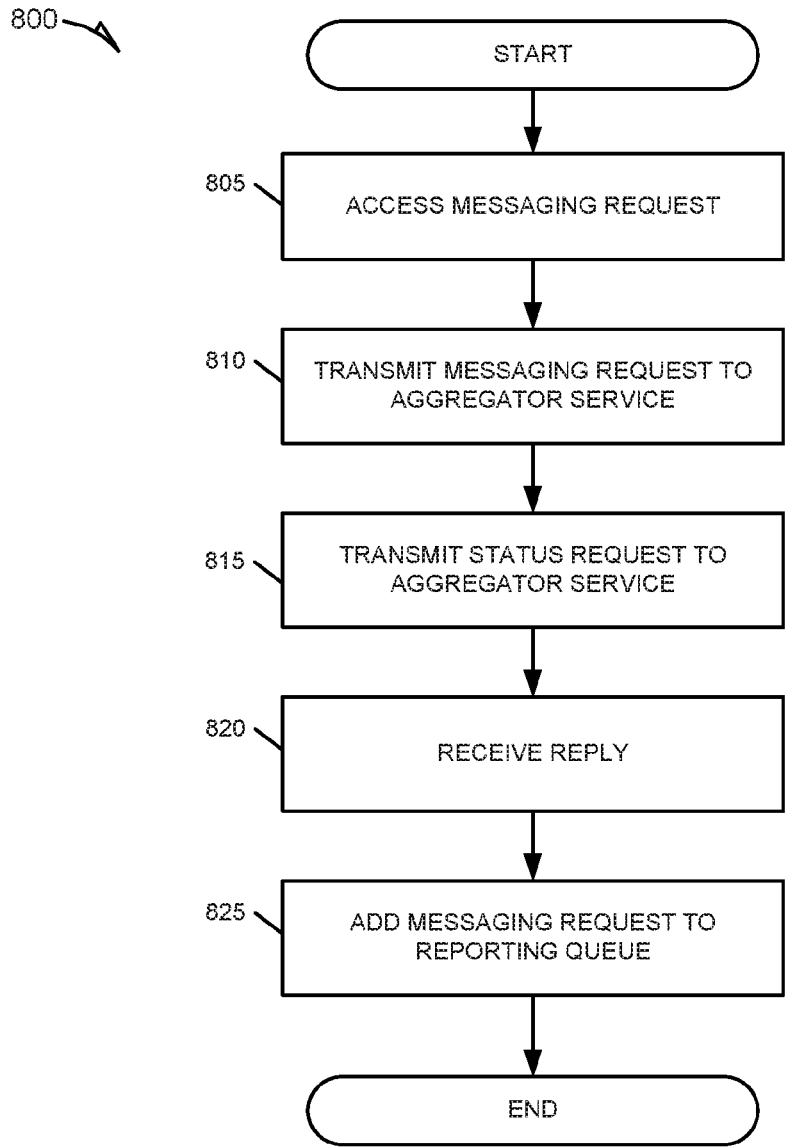 800
START
805
ACCESS MESSAGING REQUEST
810
TRANSMIT MESSAGING REQUEST TO
AGGREGATOR SERVICE
815
TRANSMIT STATUS REQUEST TO
AGGREGATOR SERVICE
820
RECEIVE REPLY
825
ADD MESSAGING REQUEST TO
REPORTING QUEUE
END